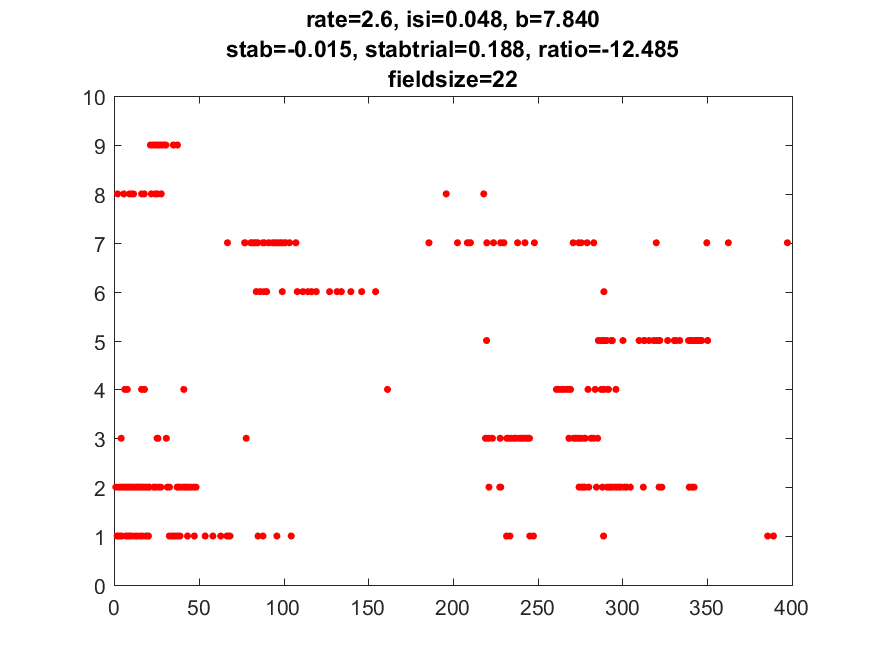 rate=2.6, isi=0.048, b=7.840
stab=-0.015, stabtrial=0.188, ratio=-12.485
fieldsize=22
10
9
8
7
6
5
4
3
2
1
0
0 50 100 150 200 250 300 350 400